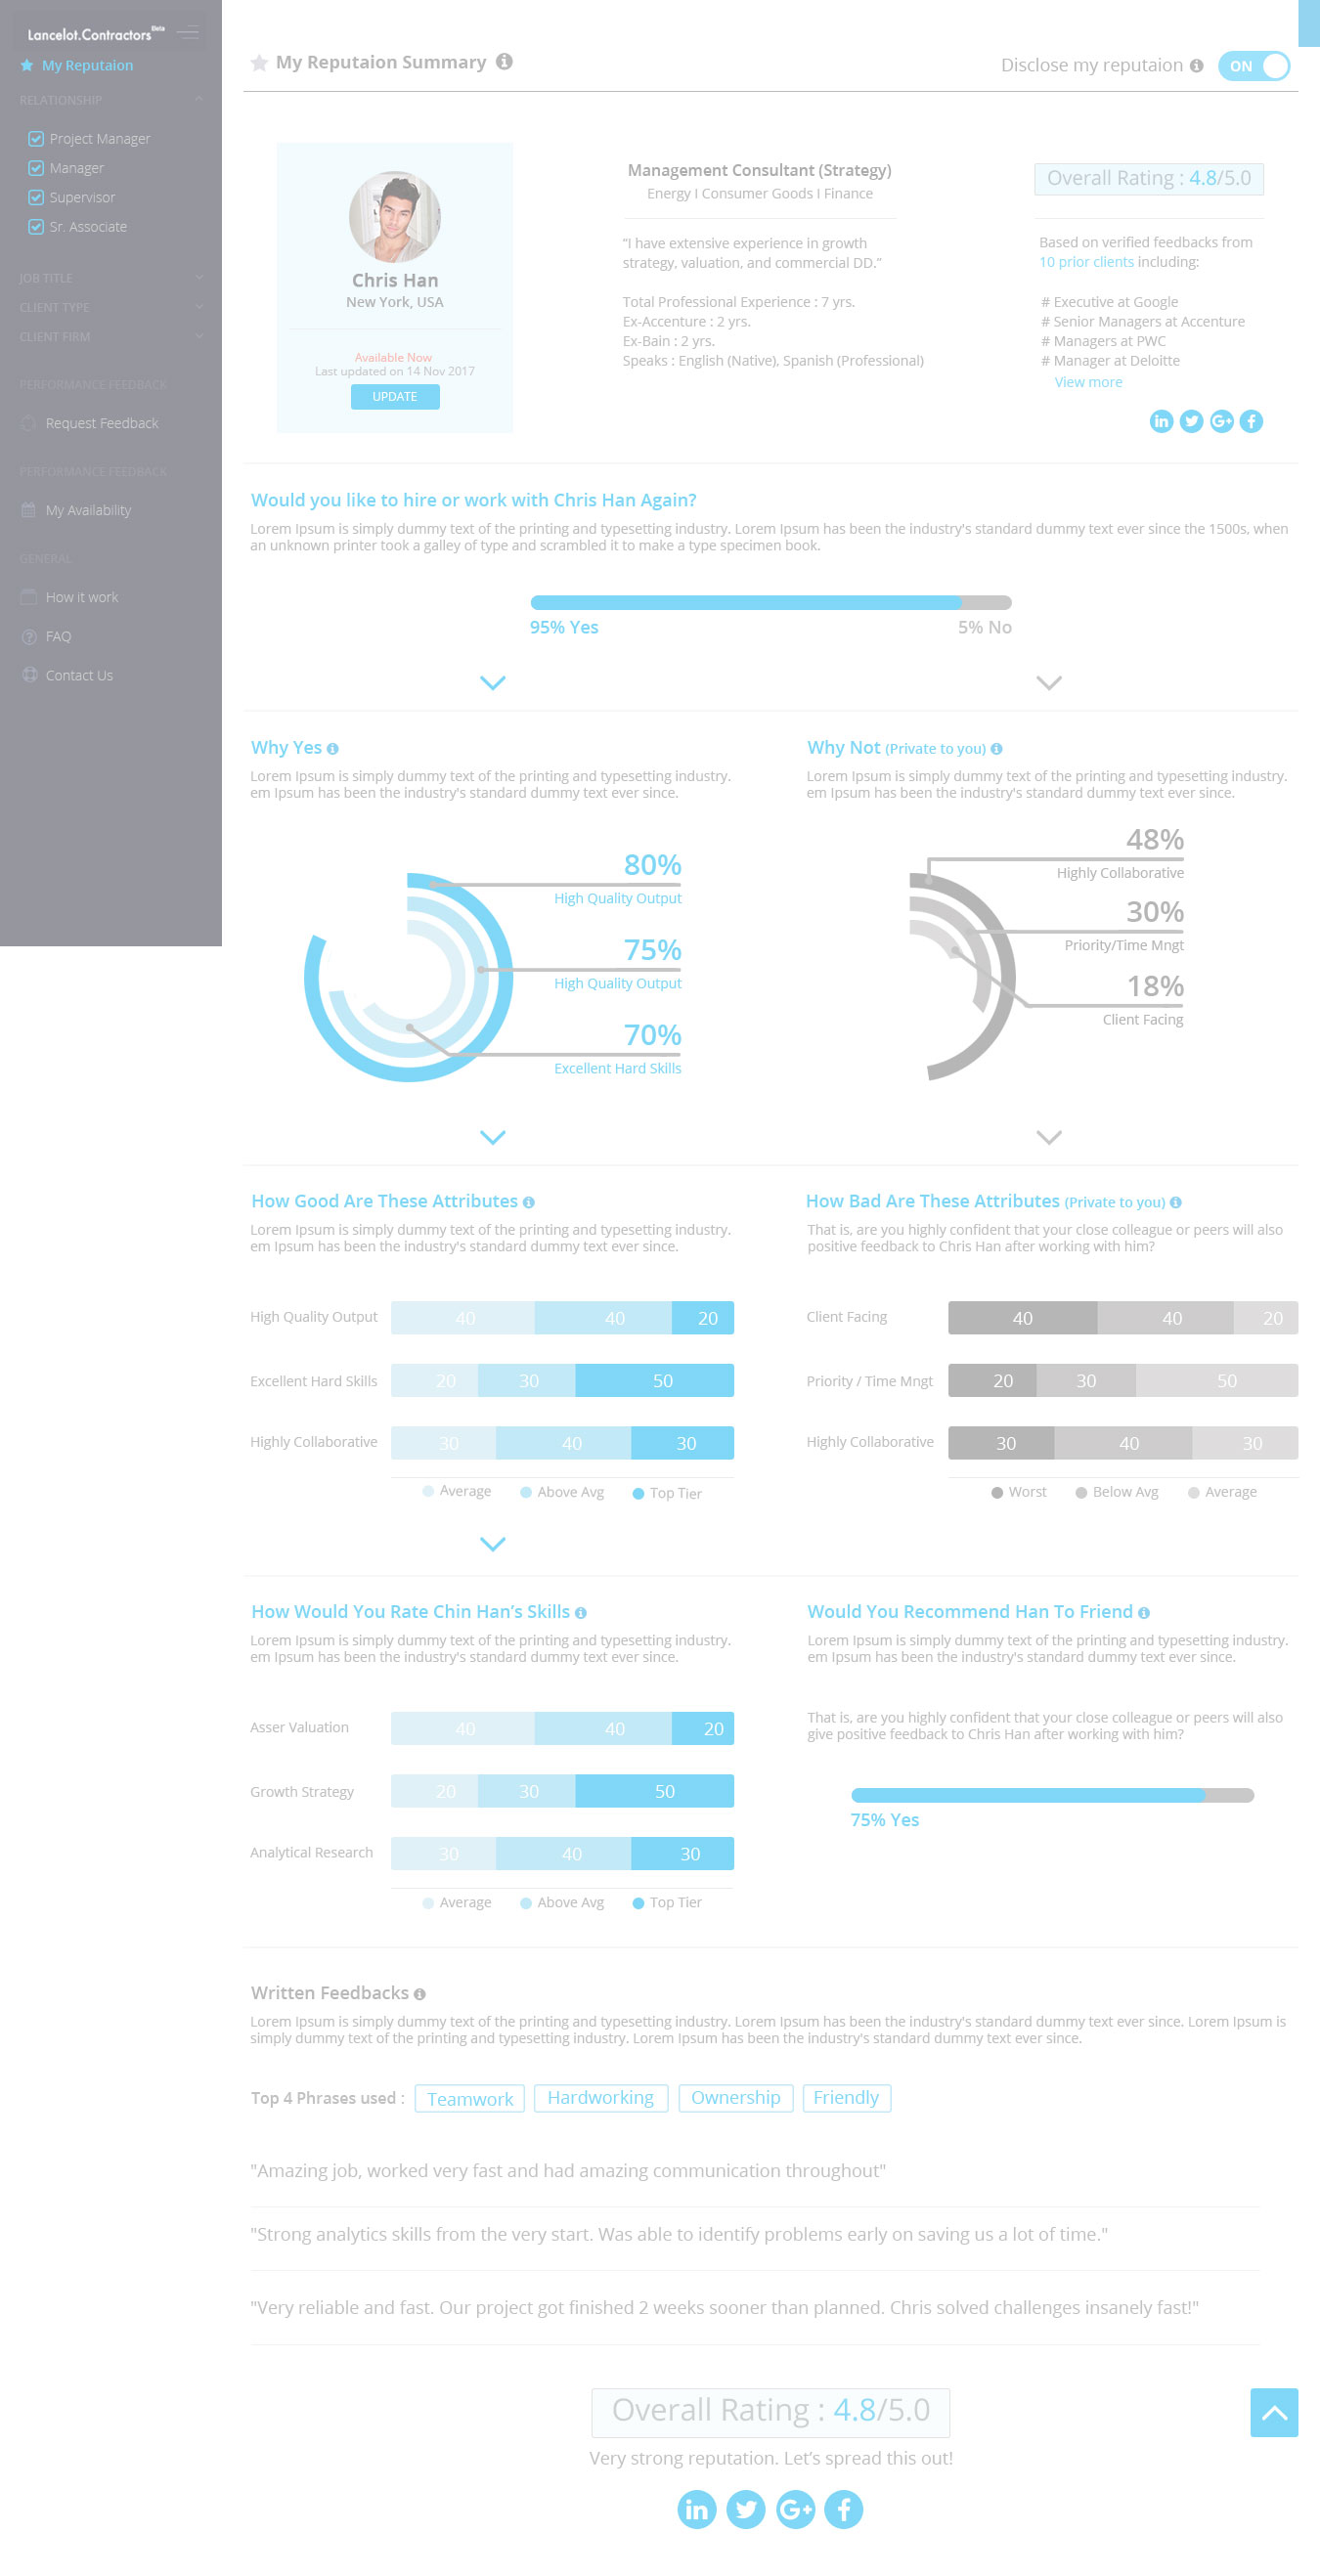 Lancelot.Contractors Beta
My Reputaion
RELATIONSHIP
Project Manager
Manager
Supervisor
Sr. Associate
JOB TITLE
CLIENT TYPE
CLIENT FIRM
PERFORMANCE FEEDBACK
Request Feedback
PERFORMANCE FEEDBACK
My Availability
GENERAL
How it work
FAQ
Contact Us
My Reputaion Summary
Disclose my reputaion
ON
Chris Han
New York, USA
Available Now
Last updated on 14 Nov 2017
UPDATE
Management Consultant (Strategy)
Energy I Consumer Goods I Finance
“I have extensive experience in growth
strategy, valuation, and commercial DD.”
Total Professional Experience : 7 yrs.
Ex-Accenture : 2 yrs.
Ex-Bain : 2 yrs.
Speaks : English (Native), Spanish (Professional)
Overall Rating : 4.8/5.0
Based on verified feedbacks from
10 prior clients including:
# Executive at Google
# Senior Managers at Accenture
# Managers at PWC
# Manager at Deloitte
View more
Would you like to hire or work with Chris Han Again?
Lorem Ipsum is simply dummy text of the printing and typesetting industry. Lorem Ipsum has been the industry's standard dummy text ever since the 1500s, when
an unknown printer took a galley of type and scrambled it to make a type specimen book.
95% Yes
5% No
Why Yes
Lorem Ipsum is simply dummy text of the printing and typesetting industry.
em Ipsum has been the industry's standard dummy text ever since.
80%
High Quality Output
75%
High Quality Output
70%
Excellent Hard Skills
Why Not (Private to you)
Lorem Ipsum is simply dummy text of the printing and typesetting industry.
em Ipsum has been the industry's standard dummy text ever since.
48%
Highly Collaborative
30%
Priority/Time Mngt
18%
Client Facing
How Good Are These Attributes
Lorem Ipsum is simply dummy text of the printing and typesetting industry.
em Ipsum has been the industry's standard dummy text ever since.
High Quality Output 40 40 20
Excellent Hard Skills 20 30 50
Highly Collaborative 30 40 30
Average Above Avg Top Tier
How Bad Are These Attributes (Private to you)
That is, are you highly confident that your close colleague or peers will also
positive feedback to Chris Han after working with him?
Client Facing 40 40 20
Priority / Time Mngt 20 30 50
Highly Collaborative 30 40 30
Worst Below Avg Average
How Would You Rate Chin Han’s Skills
Lorem Ipsum is simply dummy text of the printing and typesetting industry.
em Ipsum has been the industry's standard dummy text ever since.
Asser Valuation 40 40 20
Growth Strategy 20 30 50
Analytical Research 30 40 30
Average Above Avg Top Tier
Would You Recommend Han To Friend
Lorem Ipsum is simply dummy text of the printing and typesetting industry.
em Ipsum has been the industry's standard dummy text ever since.
That is, are you highly confident that your close colleague or peers will also
give positive feedback to Chris Han after working with him?
75% Yes
Written Feedbacks
Lorem Ipsum is simply dummy text of the printing and typesetting industry. Lorem Ipsum has been the industry's standard dummy text ever since. Lorem Ipsum is
simply dummy text of the printing and typesetting industry. Lorem Ipsum has been the industry's standard dummy text ever since.
Top 4 Phrases used : Teamwork Hardworking Ownership Friendly
"Amazing job, worked very fast and had amazing communication throughout"
"Strong analytics skills from the very start. Was able to identify problems early on saving us a lot of time."
"Very reliable and fast. Our project got finished 2 weeks sooner than planned. Chris solved challenges insanely fast!"
Overall Rating : 4.8/5.0
Very strong reputation. Let’s spread this out!